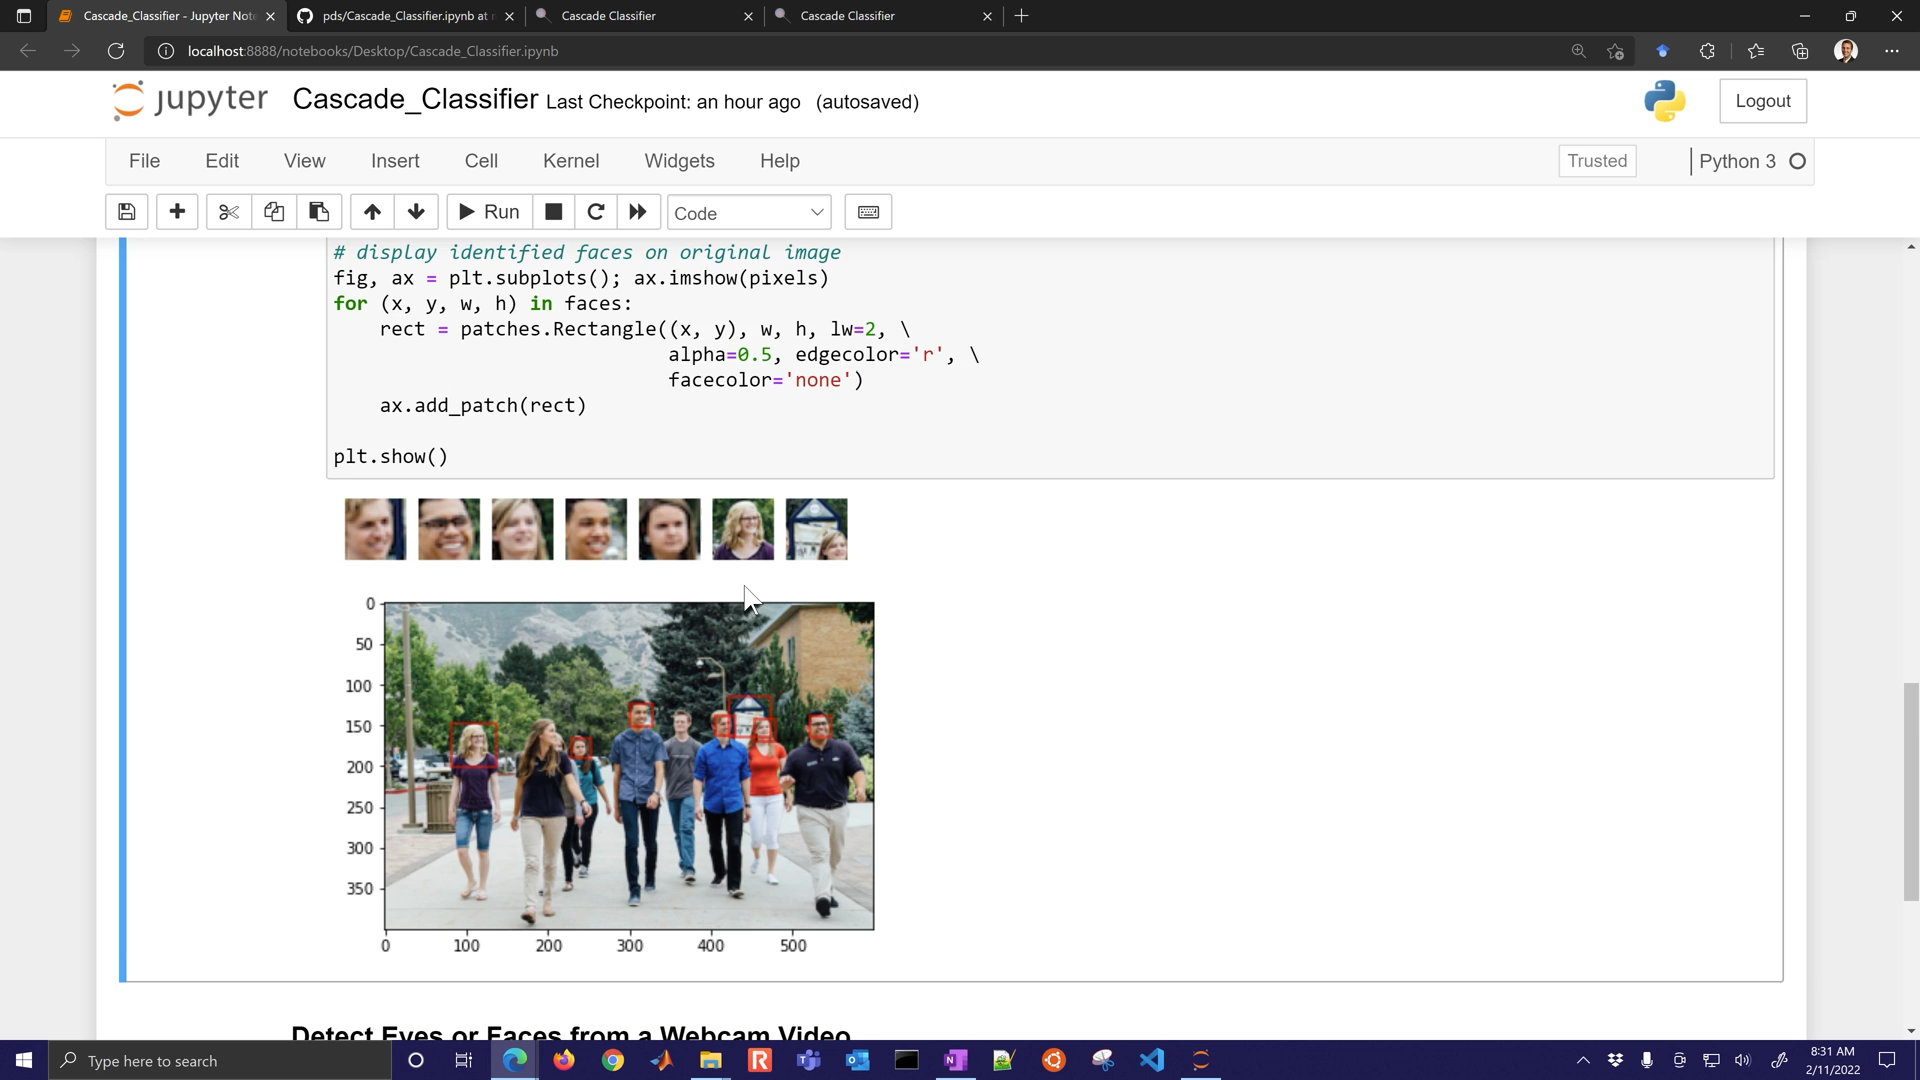 Cascade_Classifier - Jupyter Note
pds/Cascade_Classifier.ipynb at
Cascade Classifier
Cascade Classifier
localhost:8888/notebooks/Desktop/Cascade_Classifier.ipynb
jupyter Cascade_Classifier Last Checkpoint: an hour ago (autosaved)
Logout
File Edit View Insert Cell Kernel Widgets Help
Trusted
Python 3
Run
Code
# display identified faces on original image
fig, ax = plt.subplots(); ax.imshow(pixels)
for (x, y, w, h) in faces:
    rect = patches.Rectangle((x, y), w, h, lw=2, \
                             alpha=0.5, edgecolor='r', \
                             facecolor='none')
    ax.add_patch(rect)
plt.show()
0
50
100
150
200
250
300
350
0 100 200 300 400 500
Detect Eyes or Faces from a Webcam Video
Type here to search
8:31 AM
2/11/2022